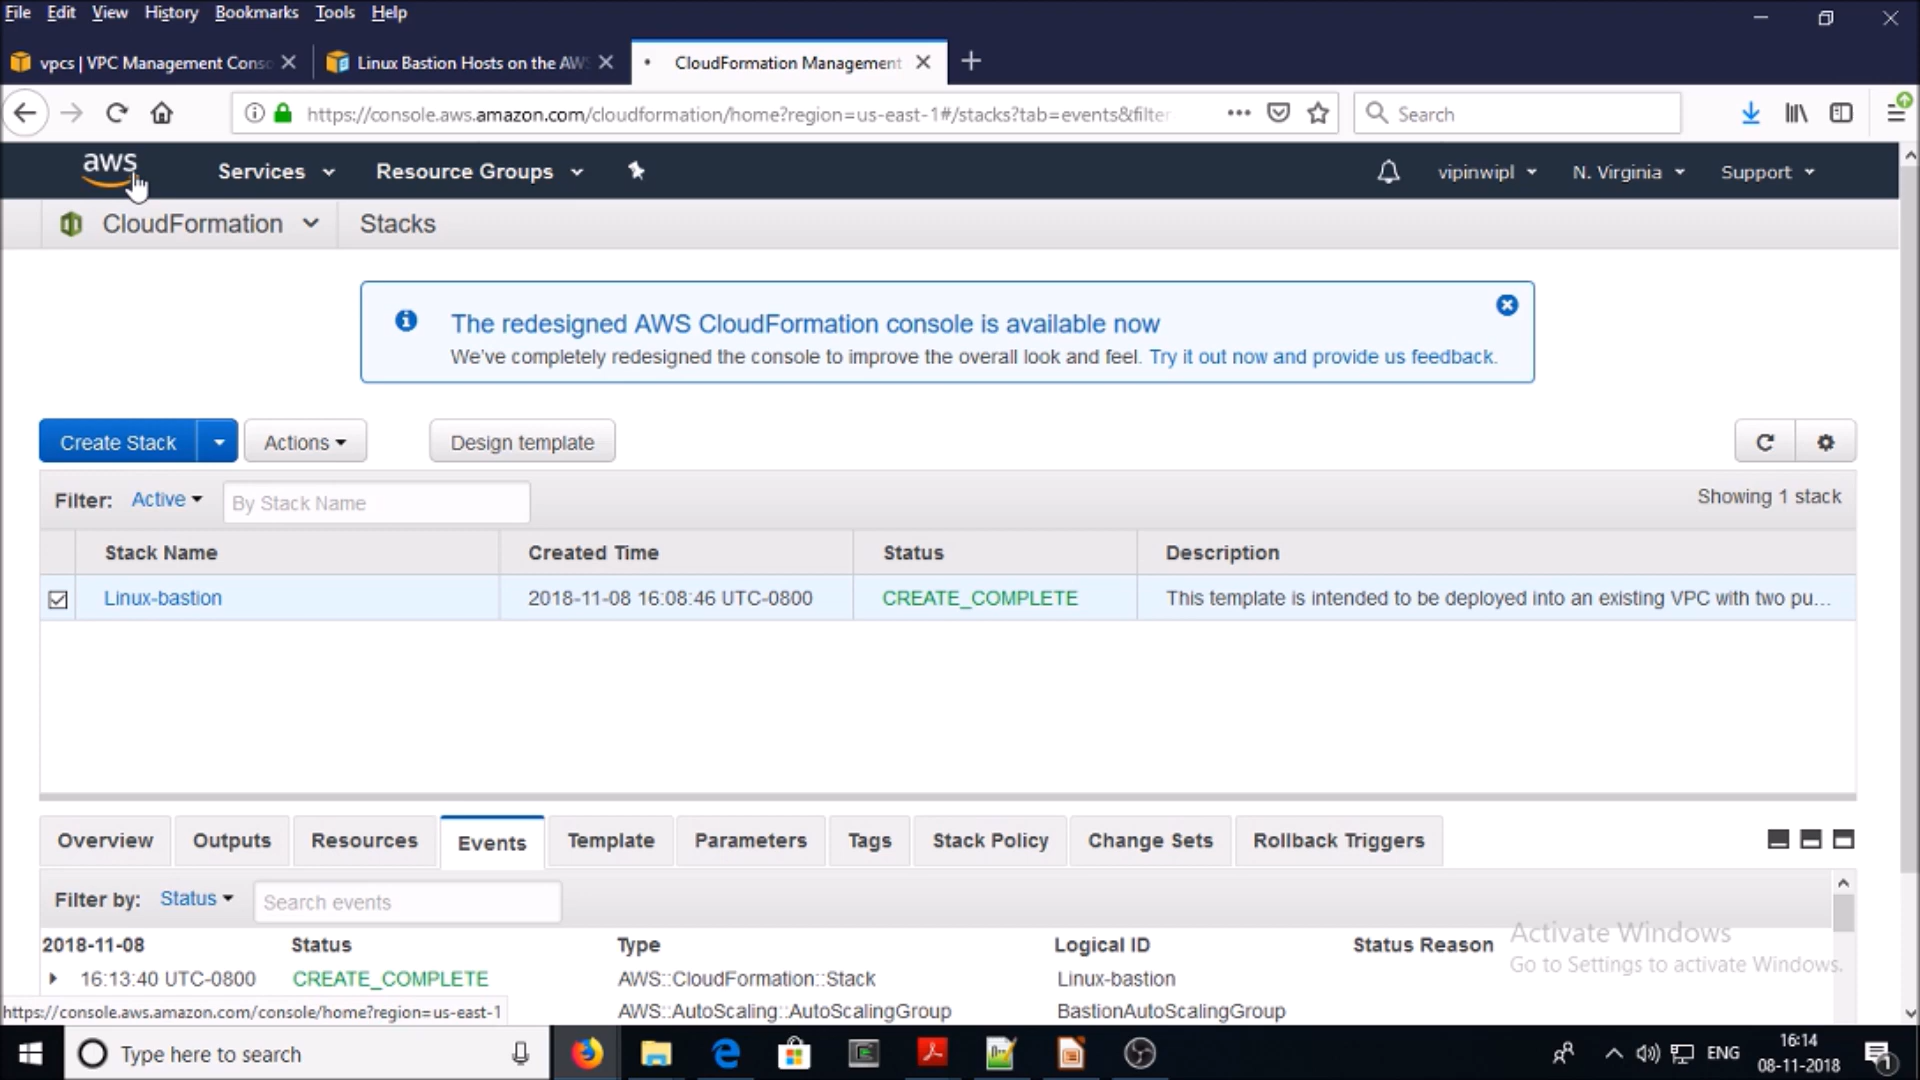 File Edit View History Bookmarks Tools Help
vpcs | VPC Management Conso
Linux Bastion Hosts on the AW
CloudFormation Management
https://console.aws.amazon.com/cloudformation/home?region=us-east-1#/stacks?tab=events&filter
Search
aws
Services
Resource Groups
vipinwipl
N. Virginia
Support
CloudFormation
Stacks
The redesigned AWS CloudFormation console is available now
We've completely redesigned the console to improve the overall look and feel. Try it out now and provide us feedback.
Create Stack
Actions
Design template
Filter: Active
By Stack Name
Showing 1 stack
Stack Name Created Time Status Description
Linux-bastion 2018-11-08 16:08:46 UTC-0800 CREATE_COMPLETE This template is intended to be deployed into an existing VPC with two pu...
Overview Outputs Resources Events Template Parameters Tags Stack Policy Change Sets Rollback Triggers
Filter by: Status
Search events
2018-11-08 Status Type Logical ID Status Reason
16:13:40 UTC-0800 CREATE_COMPLETE AWS::CloudFormation::Stack Linux-bastion
AWS::AutoScaling::AutoScalingGroup BastionAutoScalingGroup
Activate Windows
Go to Settings to activate Windows.
https://console.aws.amazon.com/console/home?region=us-east-1
Type here to search
ENG
16:14
08-11-2018
1